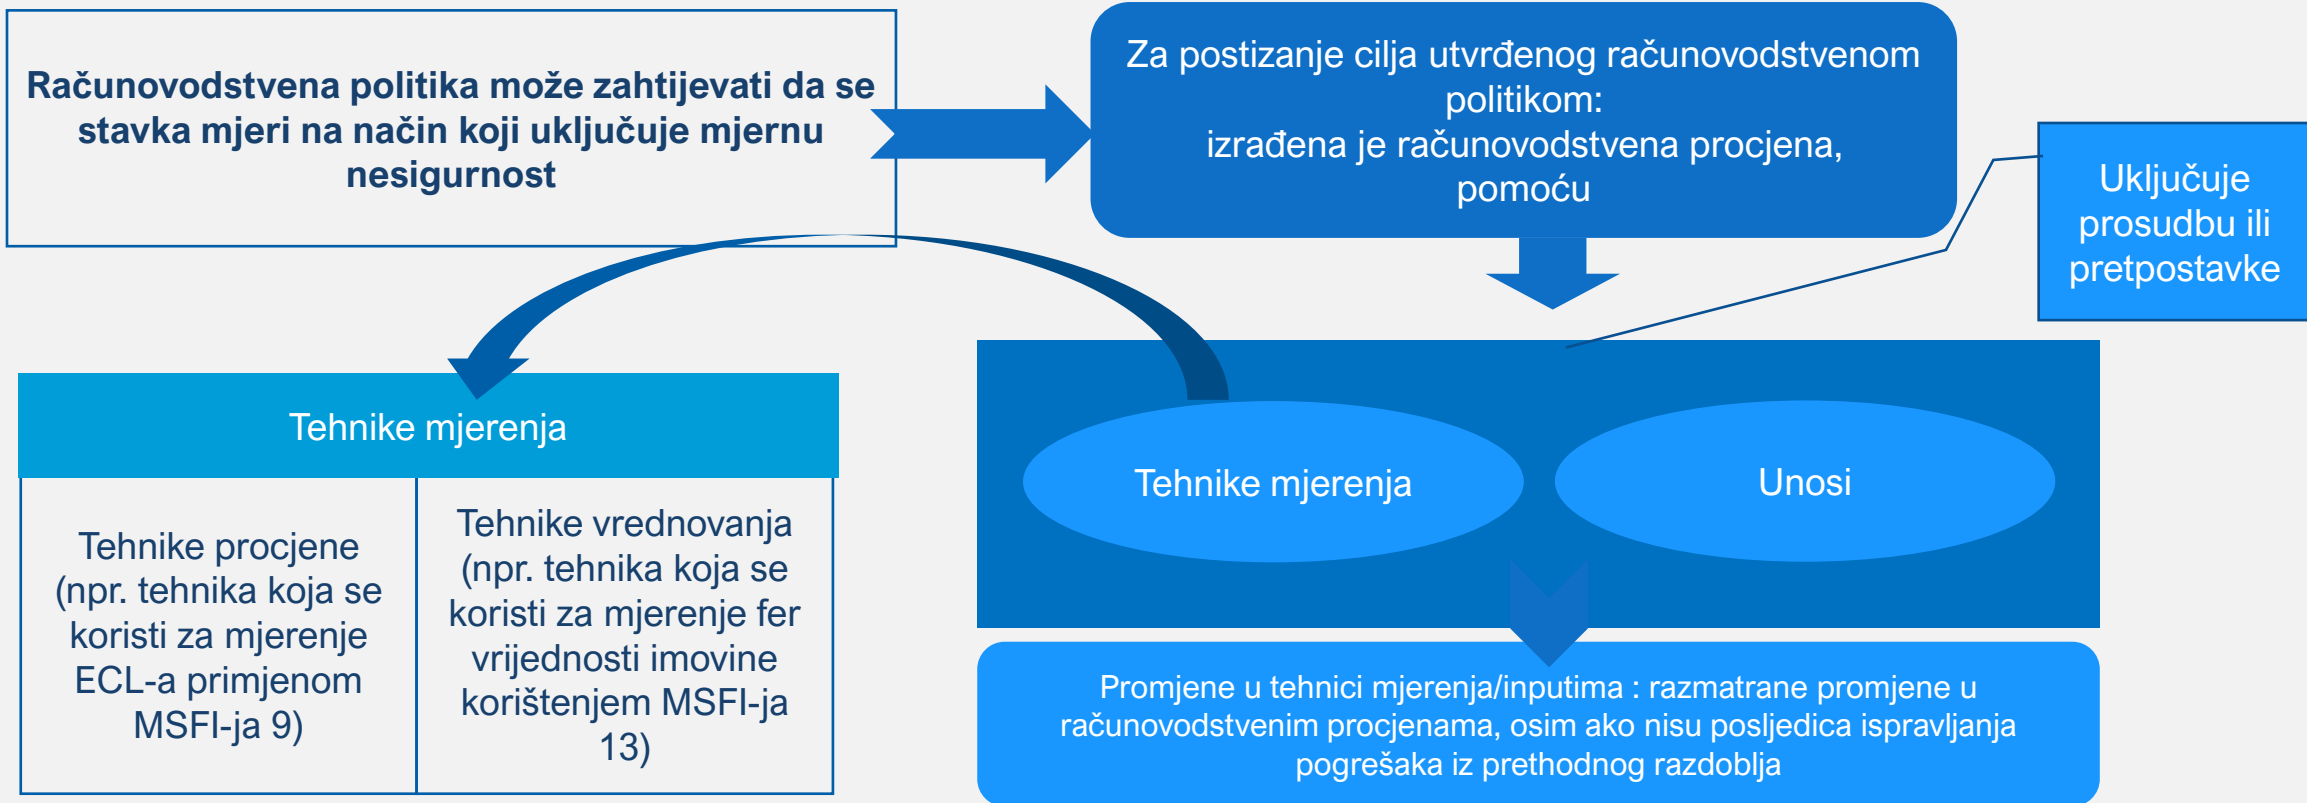 Računovodstvena politika može zahtijevati da se
stavka mjeri na način koji uključuje mjernu
nesigurnost
Za postizanje cilja utvrđenog računovodstvenom
politikom:
izrađena je računovodstvena procjena,
pomoću
Uključuje
prosudbu ili
pretpostavke
Tehnike mjerenja
Tehnike procjene
(npr. tehnika koja se
koristi za mjerenje
ECL-a primjenom
MSFI-ja 9)
Tehnike vrednovanja
(npr. tehnika koja se
koristi za mjerenje fer
vrijednosti imovine
korištenjem MSFI-ja
13)
Tehnike mjerenja
Unosi
Promjene u tehnici mjerenja/inputima : razmatrane promjene u
računovodstvenim procjenama, osim ako nisu posljedica ispravljanja
pogrešaka iz prethodnog razdoblja